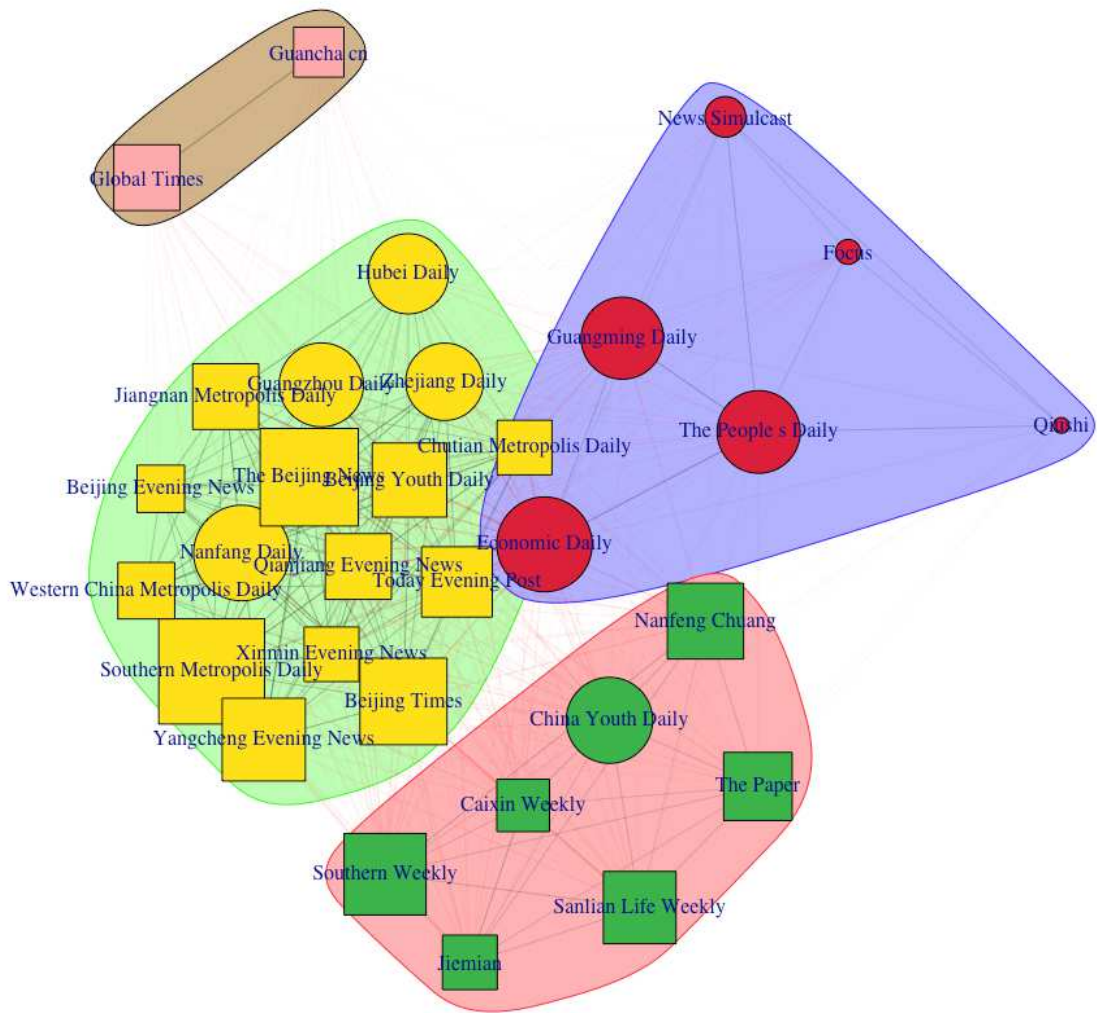 Guancha cn
Global Times
News Simulcast
Focus
Hubei Daily
Guangming Daily
Guangzhou Daily
Zhejiang Daily
Jiangnan Metropolis Daily
Qiushi
The People s Daily
Chutian Metropolis Daily
The Beijing News
Beijing Youth Daily
Beijing Evening News
Economic Daily
Nanfang Daily
Qianjiang Evening News
Today Evening Post
Western China Metropolis Daily
Nanfeng Chuang
Xinmin Evening News
Southern Metropolis Daily
Beijing Times
China Youth Daily
Yangcheng Evening News
The Paper
Caixin Weekly
Southern Weekly
Sanlian Life Weekly
Jiemian